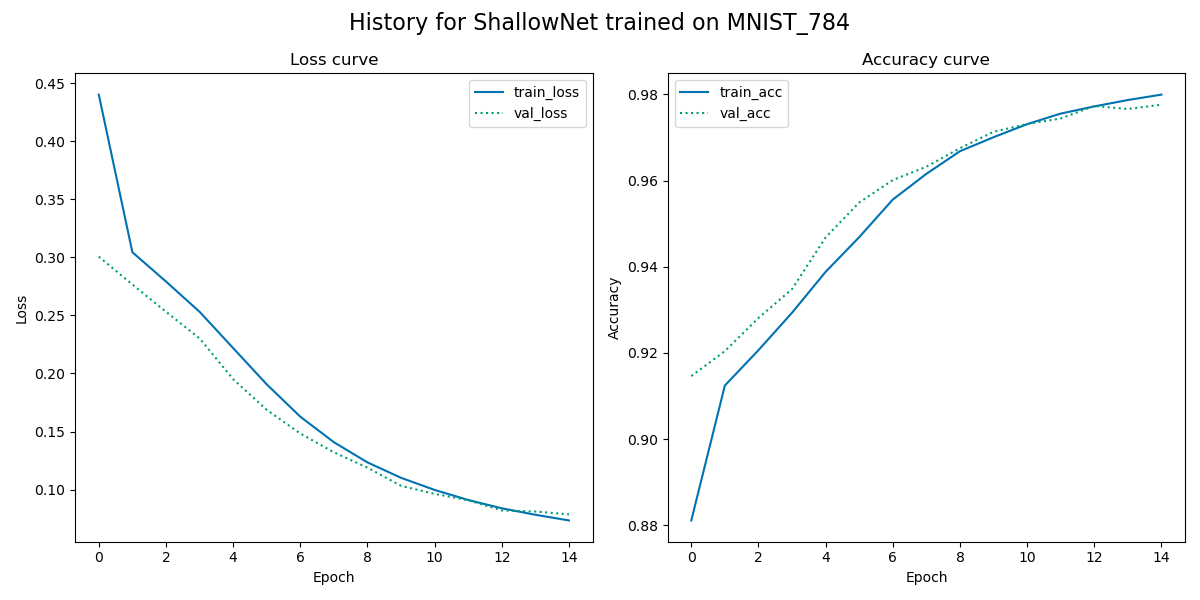 History for ShallowNet trained on MNIST_784
Loss curve
0.45
0.40
0.35
0.30
0.25
0.20
0.15
0.10
Loss
0 2 4 6 8 10 12 14
Epoch
train_loss
val_loss
Accuracy curve
0.98
0.96
0.94
0.92
0.90
0.88
Accuracy
0 2 4 6 8 10 12 14
Epoch
train_acc
val_acc